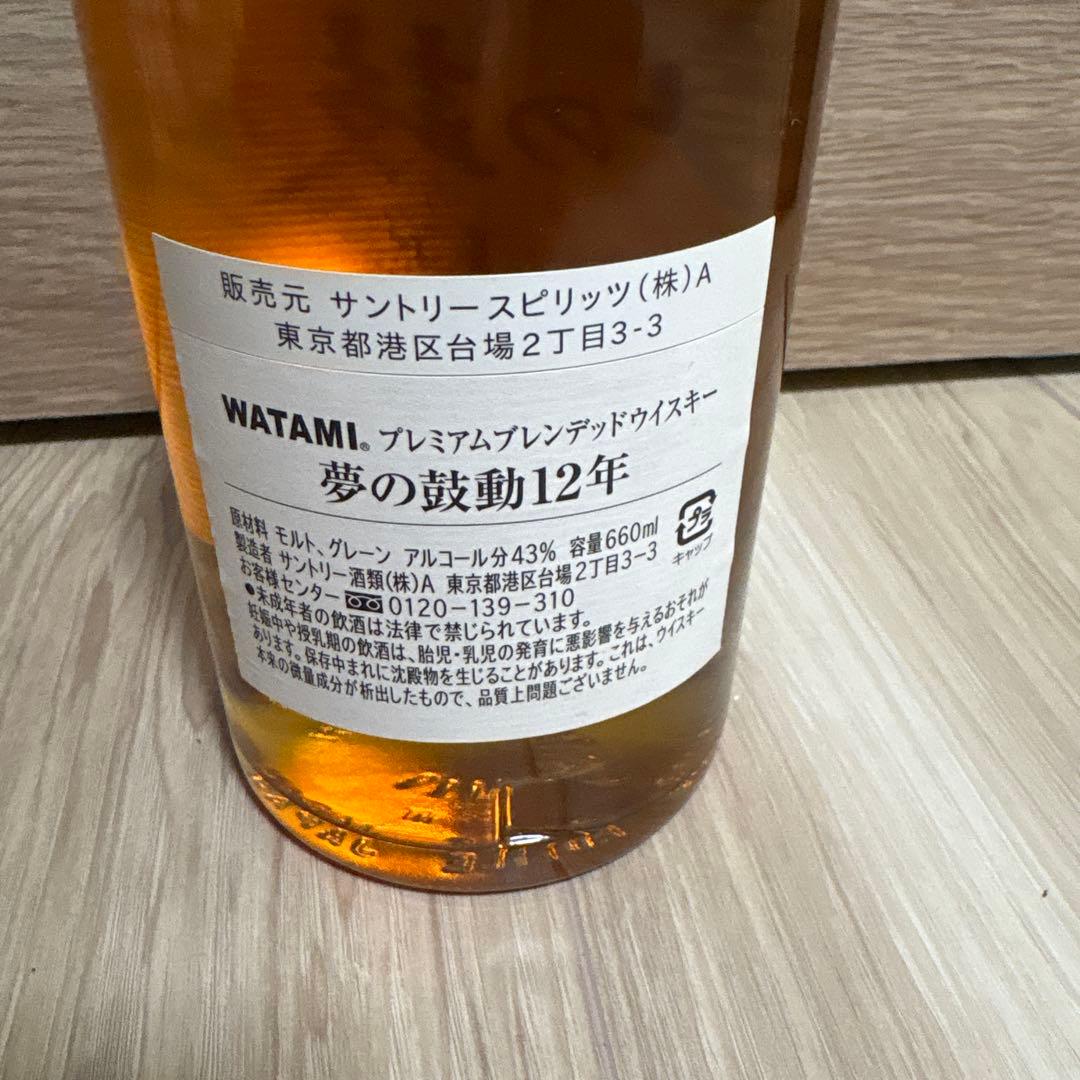 販売元 サントリースピリッツ(株)A
東京都港区台場2丁目3-3
WATAMI® プレミアムブレンデッドウイスキー
夢の鼓動12年
原材料 モルト、グレーン アルコール分43% 容量660ml
製造者 サントリー酒類(株)A 東京都港区台場2丁目3-3
お客様センター 0120-139-310
プラ
キャップ
●未成年者の飲酒は法律で禁じられています。
妊娠中や授乳期の飲酒は、胎児・乳児の発育に悪影響を与えるおそれが
あります。保存中まれに沈殿物を生じることがあります。これは、ウイスキー
本来の微量成分が析出したもので、品質上問題ございません。